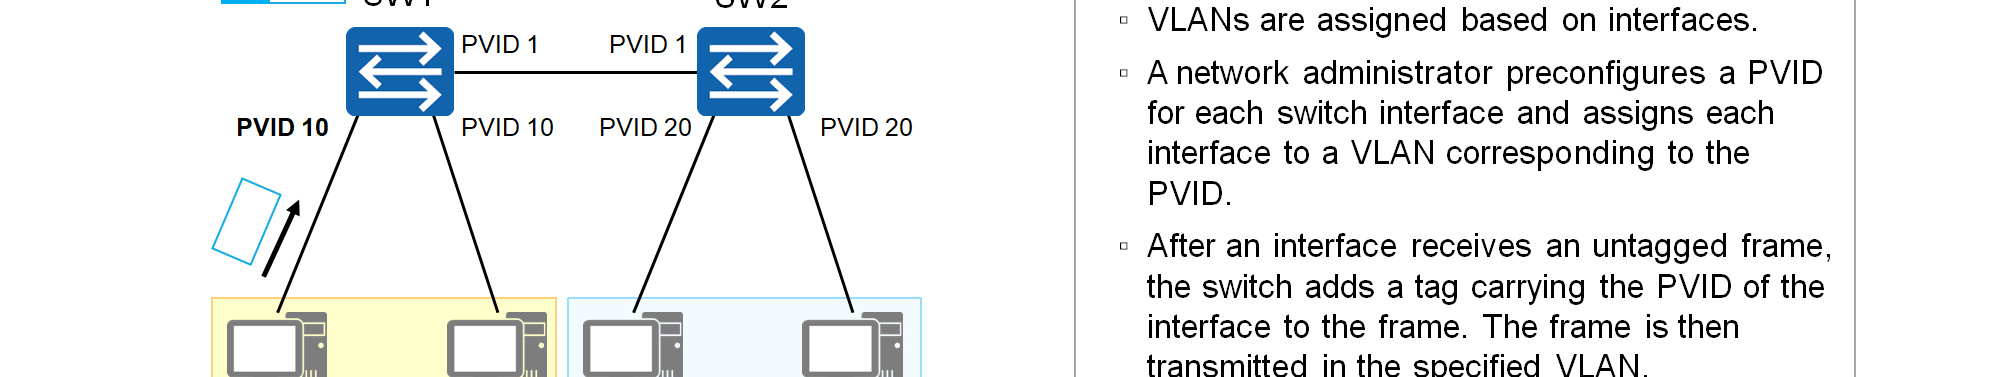 SW1
SW2
PVID 1
PVID 1
PVID 10
PVID 10
PVID 20
PVID 20
VLANs are assigned based on interfaces.
A network administrator preconfigures a PVID
for each switch interface and assigns each
interface to a VLAN corresponding to the
PVID.
After an interface receives an untagged frame,
the switch adds a tag carrying the PVID of the
interface to the frame. The frame is then
transmitted in the specified VLAN.